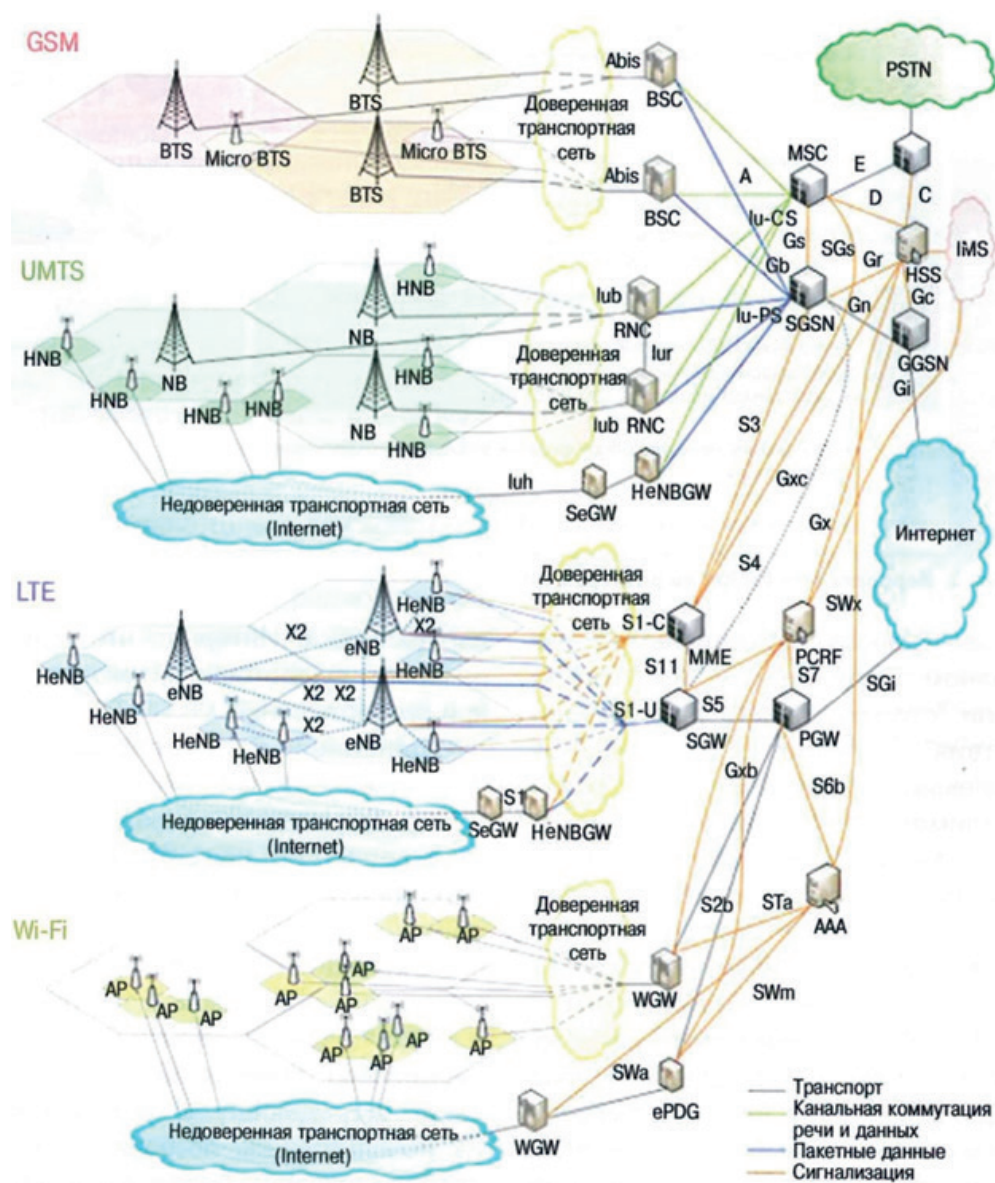 GSM
BTS
Micro BTS
BTS
BTS
Micro BTS
Доверенная
транспортная
сеть
Abis
BSC
Abis
BSC
PSTN
MSC
E
A
D
C
Iu-CS
Gs
SGs
Gr
HSS
IMS
Gb
Gn
Gc
Iu-PS
SGSN
GGSN
Gi
UMTS
HNB
NB
HNB
HNB
HNB
HNB
NB
HNB
NB
HNB
Iub
RNC
Iur
Доверенная
транспортная
сеть
Iub
RNC
S3
Недоверенная транспортная сеть
(Internet)
Iuh
SeGW
HeNBGW
Gxc
Gx
S4
Интернет
LTE
HeNB
eNB
HeNB
HeNB
HeNB
X2
X2
X2
X2
X2
eNB
HeNB
HeNB
eNB
HeNB
Доверенная
транспортная
сеть
S1-C
MME
S11
S1-U
S5
SGW
SWx
PCRF
S7
SGi
PGW
Gxb
S6b
Недоверенная транспортная сеть
(Internet)
S1
SeGW
HeNBGW
Wi-Fi
AP
AP
AP
AP
AP
AP
AP
AP
AP
AP
AP
AP
Доверенная
транспортная
сеть
WGW
S2b
STa
AAA
SWm
SWa
ePDG
Недоверенная транспортная сеть
(Internet)
WGW
Транспорт
Канальная коммутация
речи и данных
Пакетные данные
Сигнализация